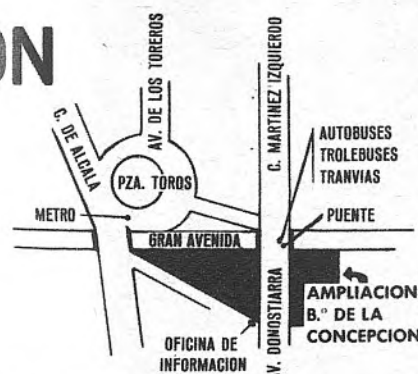 ON
C. DE ALCALA
AV. DE LOS TOREROS
C. MARTINEZ IZQUIERDO
PZA. TOROS
AUTOBUSES
TROLEBUSES
TRANVIAS
METRO
PUENTE
GRAN AVENIDA
AMPLIACION
B.º DE LA
CONCEPCION
AV. DONOSTIARRA
OFICINA DE
INFORMACION